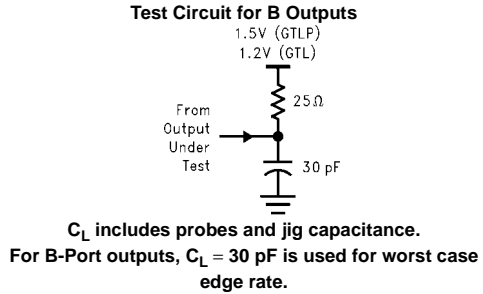 Test Circuit for B Outputs
1.5V (GTLP)
1.2V (GTL)
25Ω
From
Output
Under
Test
30 pF
CL includes probes and jig capacitance.
For B-Port outputs, CL = 30 pF is used for worst case
edge rate.